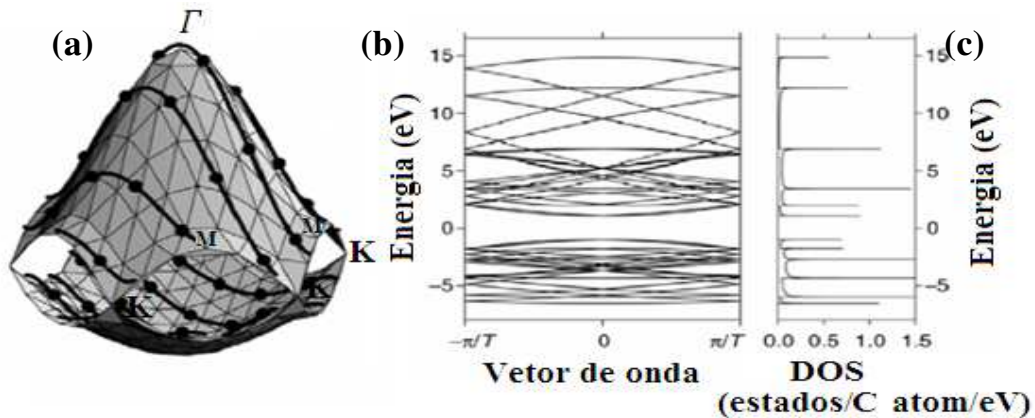 (a)
Γ
M
M
K
K
K
(b)
Energia (eV)
15
10
5
0
−5
−π/T
0
π/T
Vetor de onda
(c)
15
10
5
0
−5
Energia (eV)
0.0 0.5 1.0 1.5
DOS
(estados/C atom/eV)